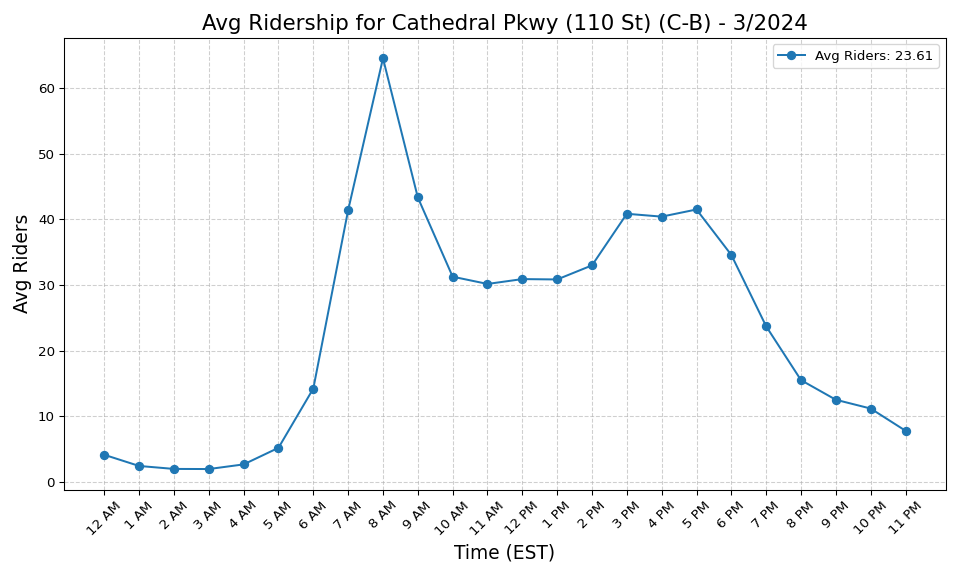 Avg Ridership for Cathedral Pkwy (110 St) (C-B) - 3/2024
Avg Riders: 23.61
Avg Riders
60
50
40
30
20
10
0
12 AM
1 AM
2 AM
3 AM
4 AM
5 AM
6 AM
7 AM
8 AM
9 AM
10 AM
11 AM
12 PM
1 PM
2 PM
3 PM
4 PM
5 PM
6 PM
7 PM
8 PM
9 PM
10 PM
11 PM
Time (EST)